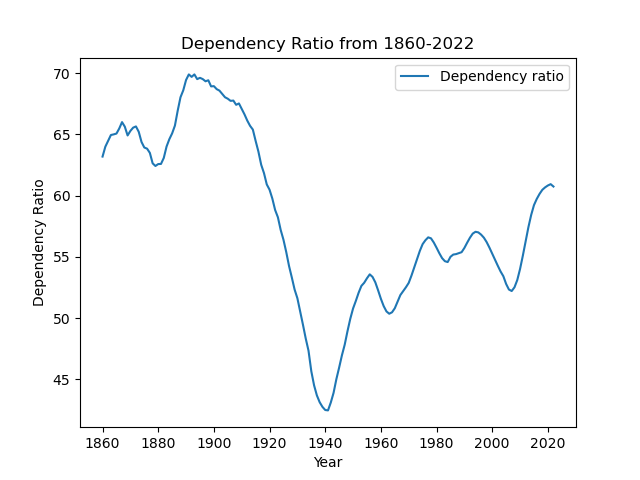 Dependency Ratio from 1860-2022
Dependency ratio
70
65
60
55
50
45
Dependency Ratio
1860 1880 1900 1920 1940 1960 1980 2000 2020
Year